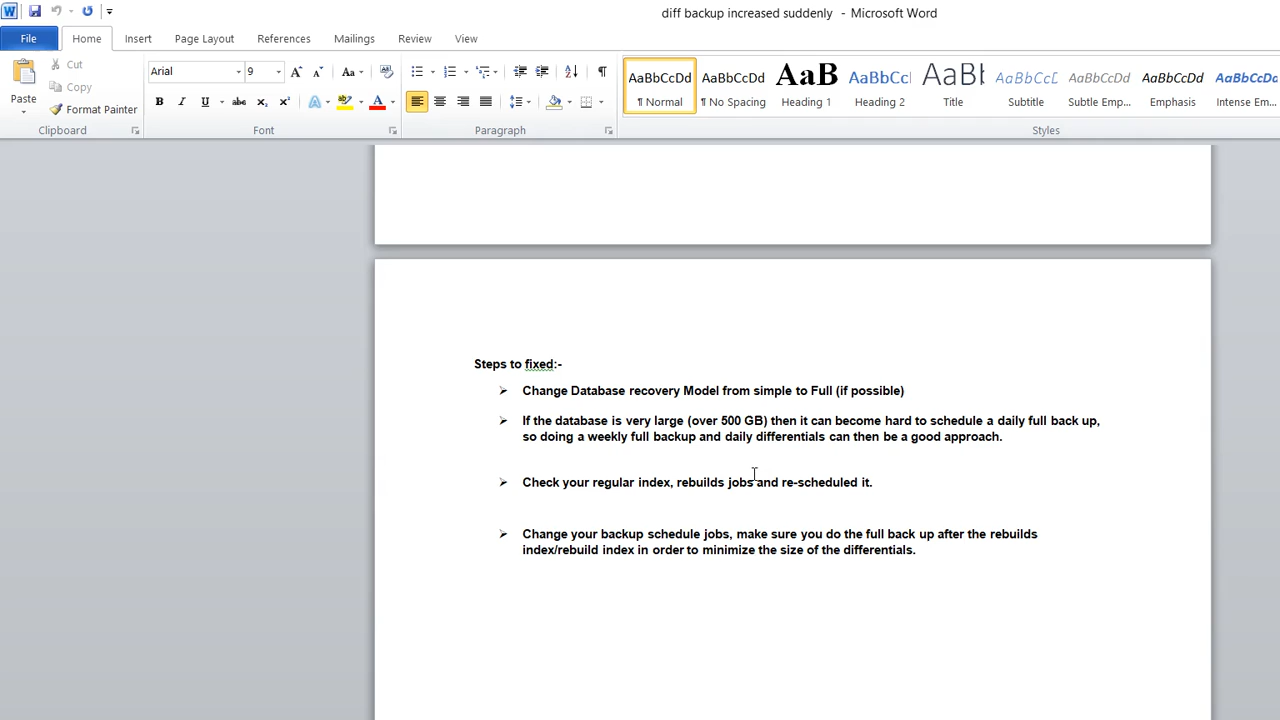 diff backup increased suddenly - Microsoft Word
File Home Insert Page Layout References Mailings Review View
Paste
Cut
Copy
Format Painter
Clipboard
Arial 9
Font
Paragraph
AaBbCcDd AaBbCcDd AaB AaBbCc AaB AaBbCcD AaBbCcDd AaBbCcDd AaBbCcDd
¶ Normal ¶ No Spacing Heading 1 Heading 2 Title Subtitle Subtle Emp... Emphasis Intense Em...
Styles
Steps to fixed:-
➢ Change Database recovery Model from simple to Full (if possible)
➢ If the database is very large (over 500 GB) then it can become hard to schedule a daily full back up,
so doing a weekly full backup and daily differentials can then be a good approach.
➢ Check your regular index, rebuilds jobs and re-scheduled it.
➢ Change your backup schedule jobs, make sure you do the full back up after the rebuilds
index/rebuild index in order to minimize the size of the differentials.